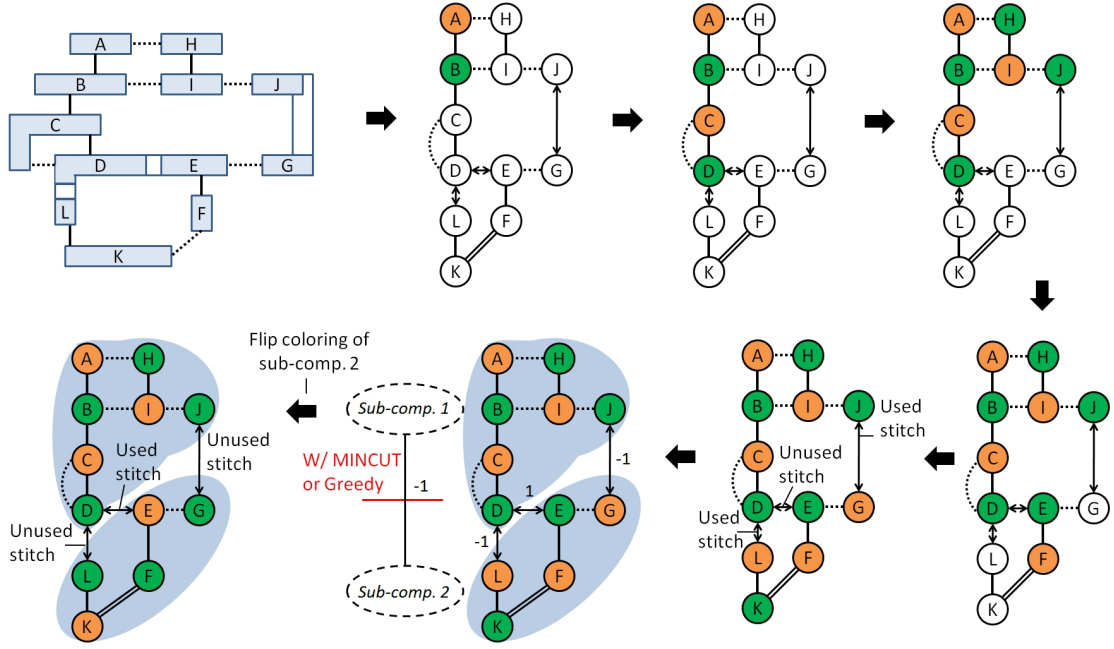 A H
B I J
C
D E G
L F
K
A H
B I J
C
D E G
L F
K
A H
B I J
C
D E G
L F
K
A H
B I J
C
D E G
L F
K
A H
B I J
C
D E G
L F
K
Flip coloring of
sub-comp. 2
Used
stitch
Unused
stitch
Unused
stitch
A H
B I J
C
D E G
L F
K
Sub-comp. 1
W/ MINCUT
or Greedy
-1
Sub-comp. 2
A H
B I J
C
-1
D 1 E G
-1
L F
K
A H
B I J
Used
stitch
C
Unused
stitch
D E G
Used
stitch
L F
K
A H
B I J
C
D E G
L F
K